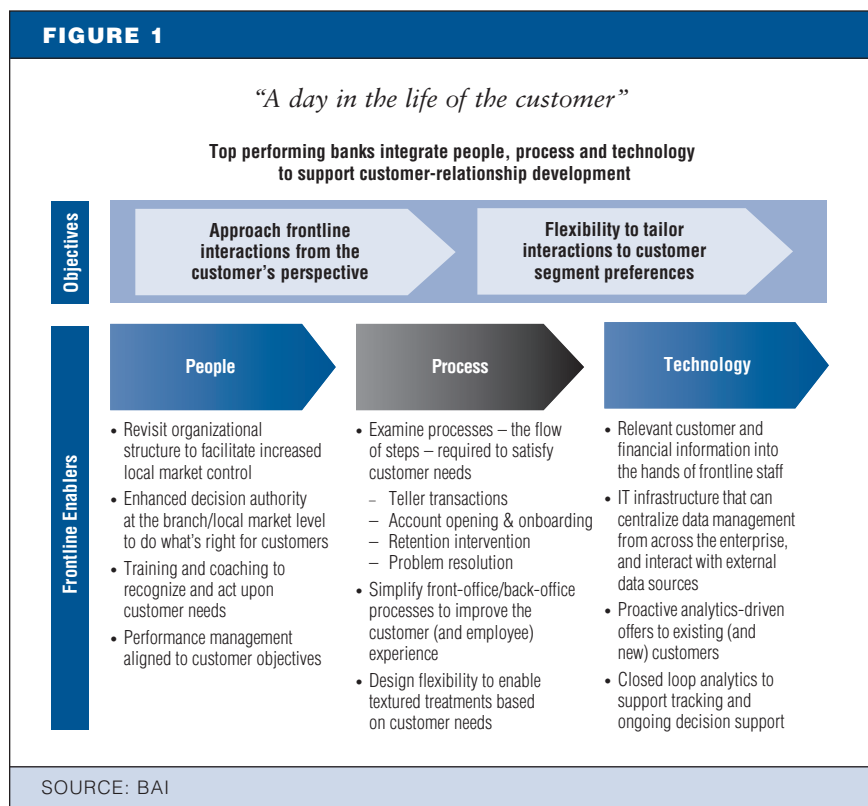 FIGURE 1
“A day in the life of the customer”
Top performing banks integrate people, process and technology
to support customer-relationship development
Objectives
Approach frontline
interactions from the
customer’s perspective
Flexibility to tailor
interactions to customer
segment preferences
Frontline Enablers
People
• Revisit organizational
structure to facilitate increased
local market control
• Enhanced decision authority
at the branch/local market level
to do what’s right for customers
• Training and coaching to
recognize and act upon
customer needs
• Performance management
aligned to customer objectives
Process
• Examine processes – the flow
of steps – required to satisfy
customer needs
– Teller transactions
– Account opening & onboarding
– Retention intervention
– Problem resolution
• Simplify front-office/back-office
processes to improve the
customer (and employee)
experience
• Design flexibility to enable
textured treatments based
on customer needs
Technology
• Relevant customer and
financial information into
the hands of frontline staff
• IT infrastructure that can
centralize data management
from across the enterprise,
and interact with external
data sources
• Proactive analytics-driven
offers to existing (and
new) customers
• Closed loop analytics to
support tracking and
ongoing decision support
SOURCE: BAI